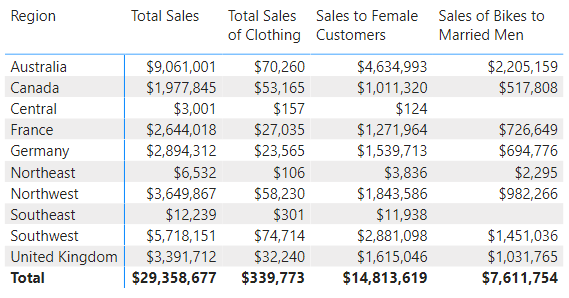 Region Total Sales Total Sales of Clothing Sales to Female Customers Sales of Bikes to Married Men
Australia $9,061,001 $70,260 $4,634,993 $2,205,159
Canada $1,977,845 $53,165 $1,011,320 $517,808
Central $3,001 $157 $124
France $2,644,018 $27,035 $1,271,964 $726,649
Germany $2,894,312 $23,565 $1,539,713 $694,776
Northeast $6,532 $106 $3,836 $2,295
Northwest $3,649,867 $58,230 $1,843,586 $982,266
Southeast $12,239 $301 $11,938
Southwest $5,718,151 $74,714 $2,881,098 $1,451,036
United Kingdom $3,391,712 $32,240 $1,615,046 $1,031,765
Total $29,358,677 $339,773 $14,813,619 $7,611,754